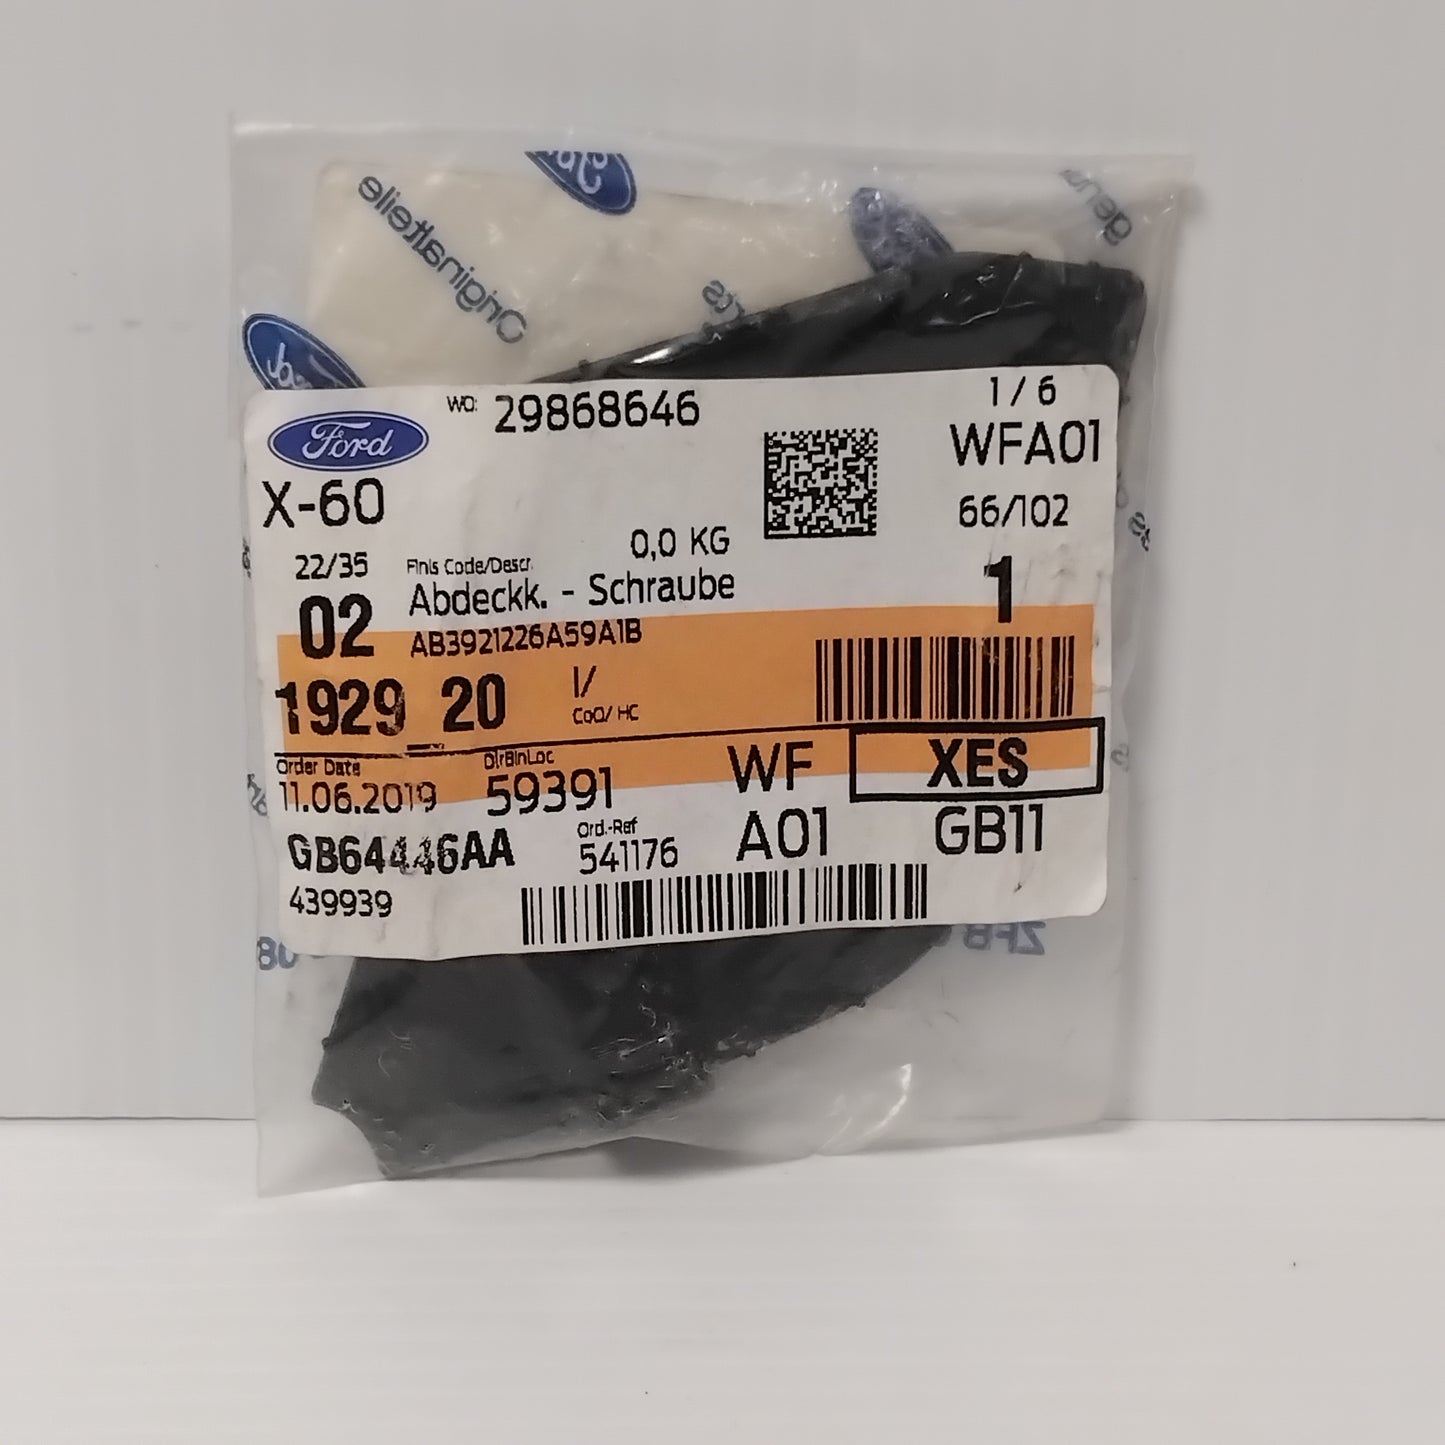 Originalteile
Ford
WO: 29868646
1 / 6
WFA01
X-60
66/102
0,0 KG
22/35
Finis Code/Descr.
Abdeckk. - Schraube
1
02
AB3921226A59A1B
1929 20
I/
CoO/ HC
Order Date
DlrBinLoc
11.06.2019
59391
WF
XES
GB64446AA
Ord.-Ref
541176
A01
GB11
439939